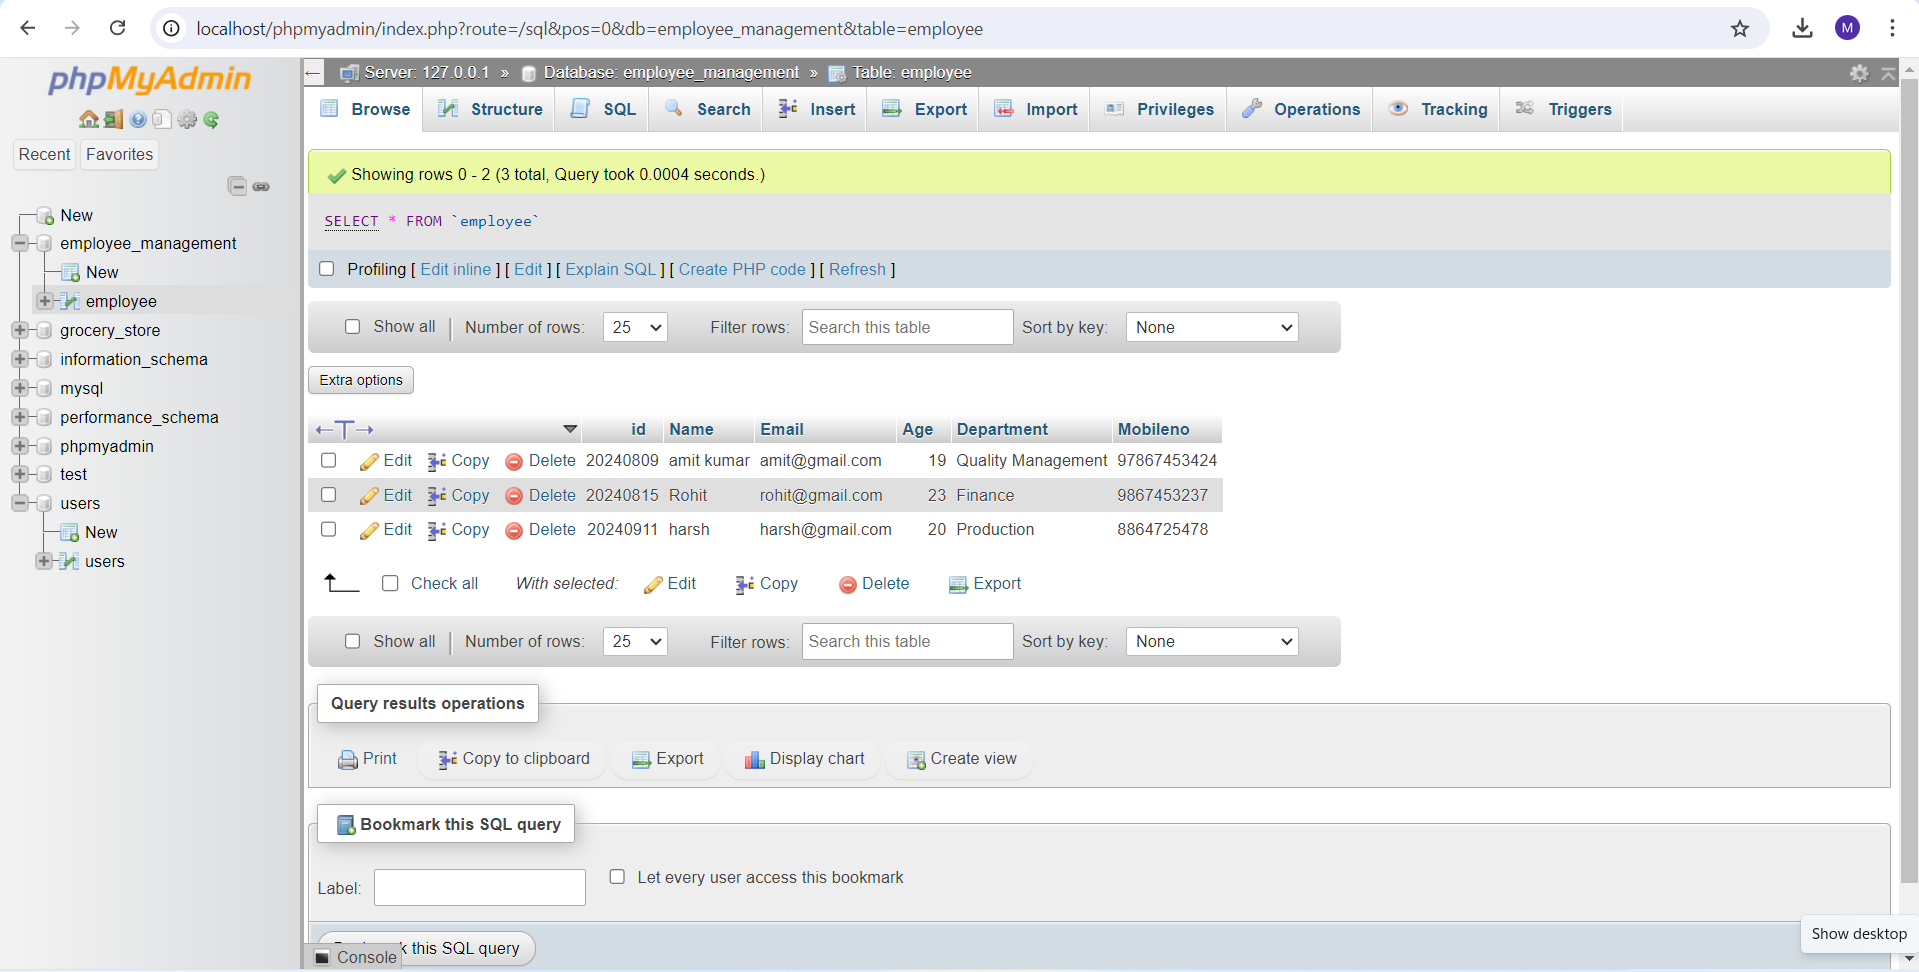 localhost/phpmyadmin/index.php?route=/sql&pos=0&db=employee_management&table=employee
M
phpMyAdmin
Recent Favorites
New
employee_management
New
employee
grocery_store
information_schema
mysql
performance_schema
phpmyadmin
test
users
New
users
Server: 127.0.0.1 » Database: employee_management » Table: employee
Browse Structure SQL Search Insert Export Import Privileges Operations Tracking Triggers
Showing rows 0 - 2 (3 total, Query took 0.0004 seconds.)
SELECT * FROM `employee`
Profiling [ Edit inline ] [ Edit ] [ Explain SQL ] [ Create PHP code ] [ Refresh ]
Show all Number of rows: 25 Filter rows: Search this table Sort by key: None
Extra options
id Name Email Age Department Mobileno
Edit Copy Delete 20240809 amit kumar amit@gmail.com 19 Quality Management 97867453424
Edit Copy Delete 20240815 Rohit rohit@gmail.com 23 Finance 9867453237
Edit Copy Delete 20240911 harsh harsh@gmail.com 20 Production 8864725478
Check all With selected: Edit Copy Delete Export
Show all Number of rows: 25 Filter rows: Search this table Sort by key: None
Query results operations
Print Copy to clipboard Export Display chart Create view
Bookmark this SQL query
Label: Let every user access this bookmark
this SQL query
Console
Show desktop